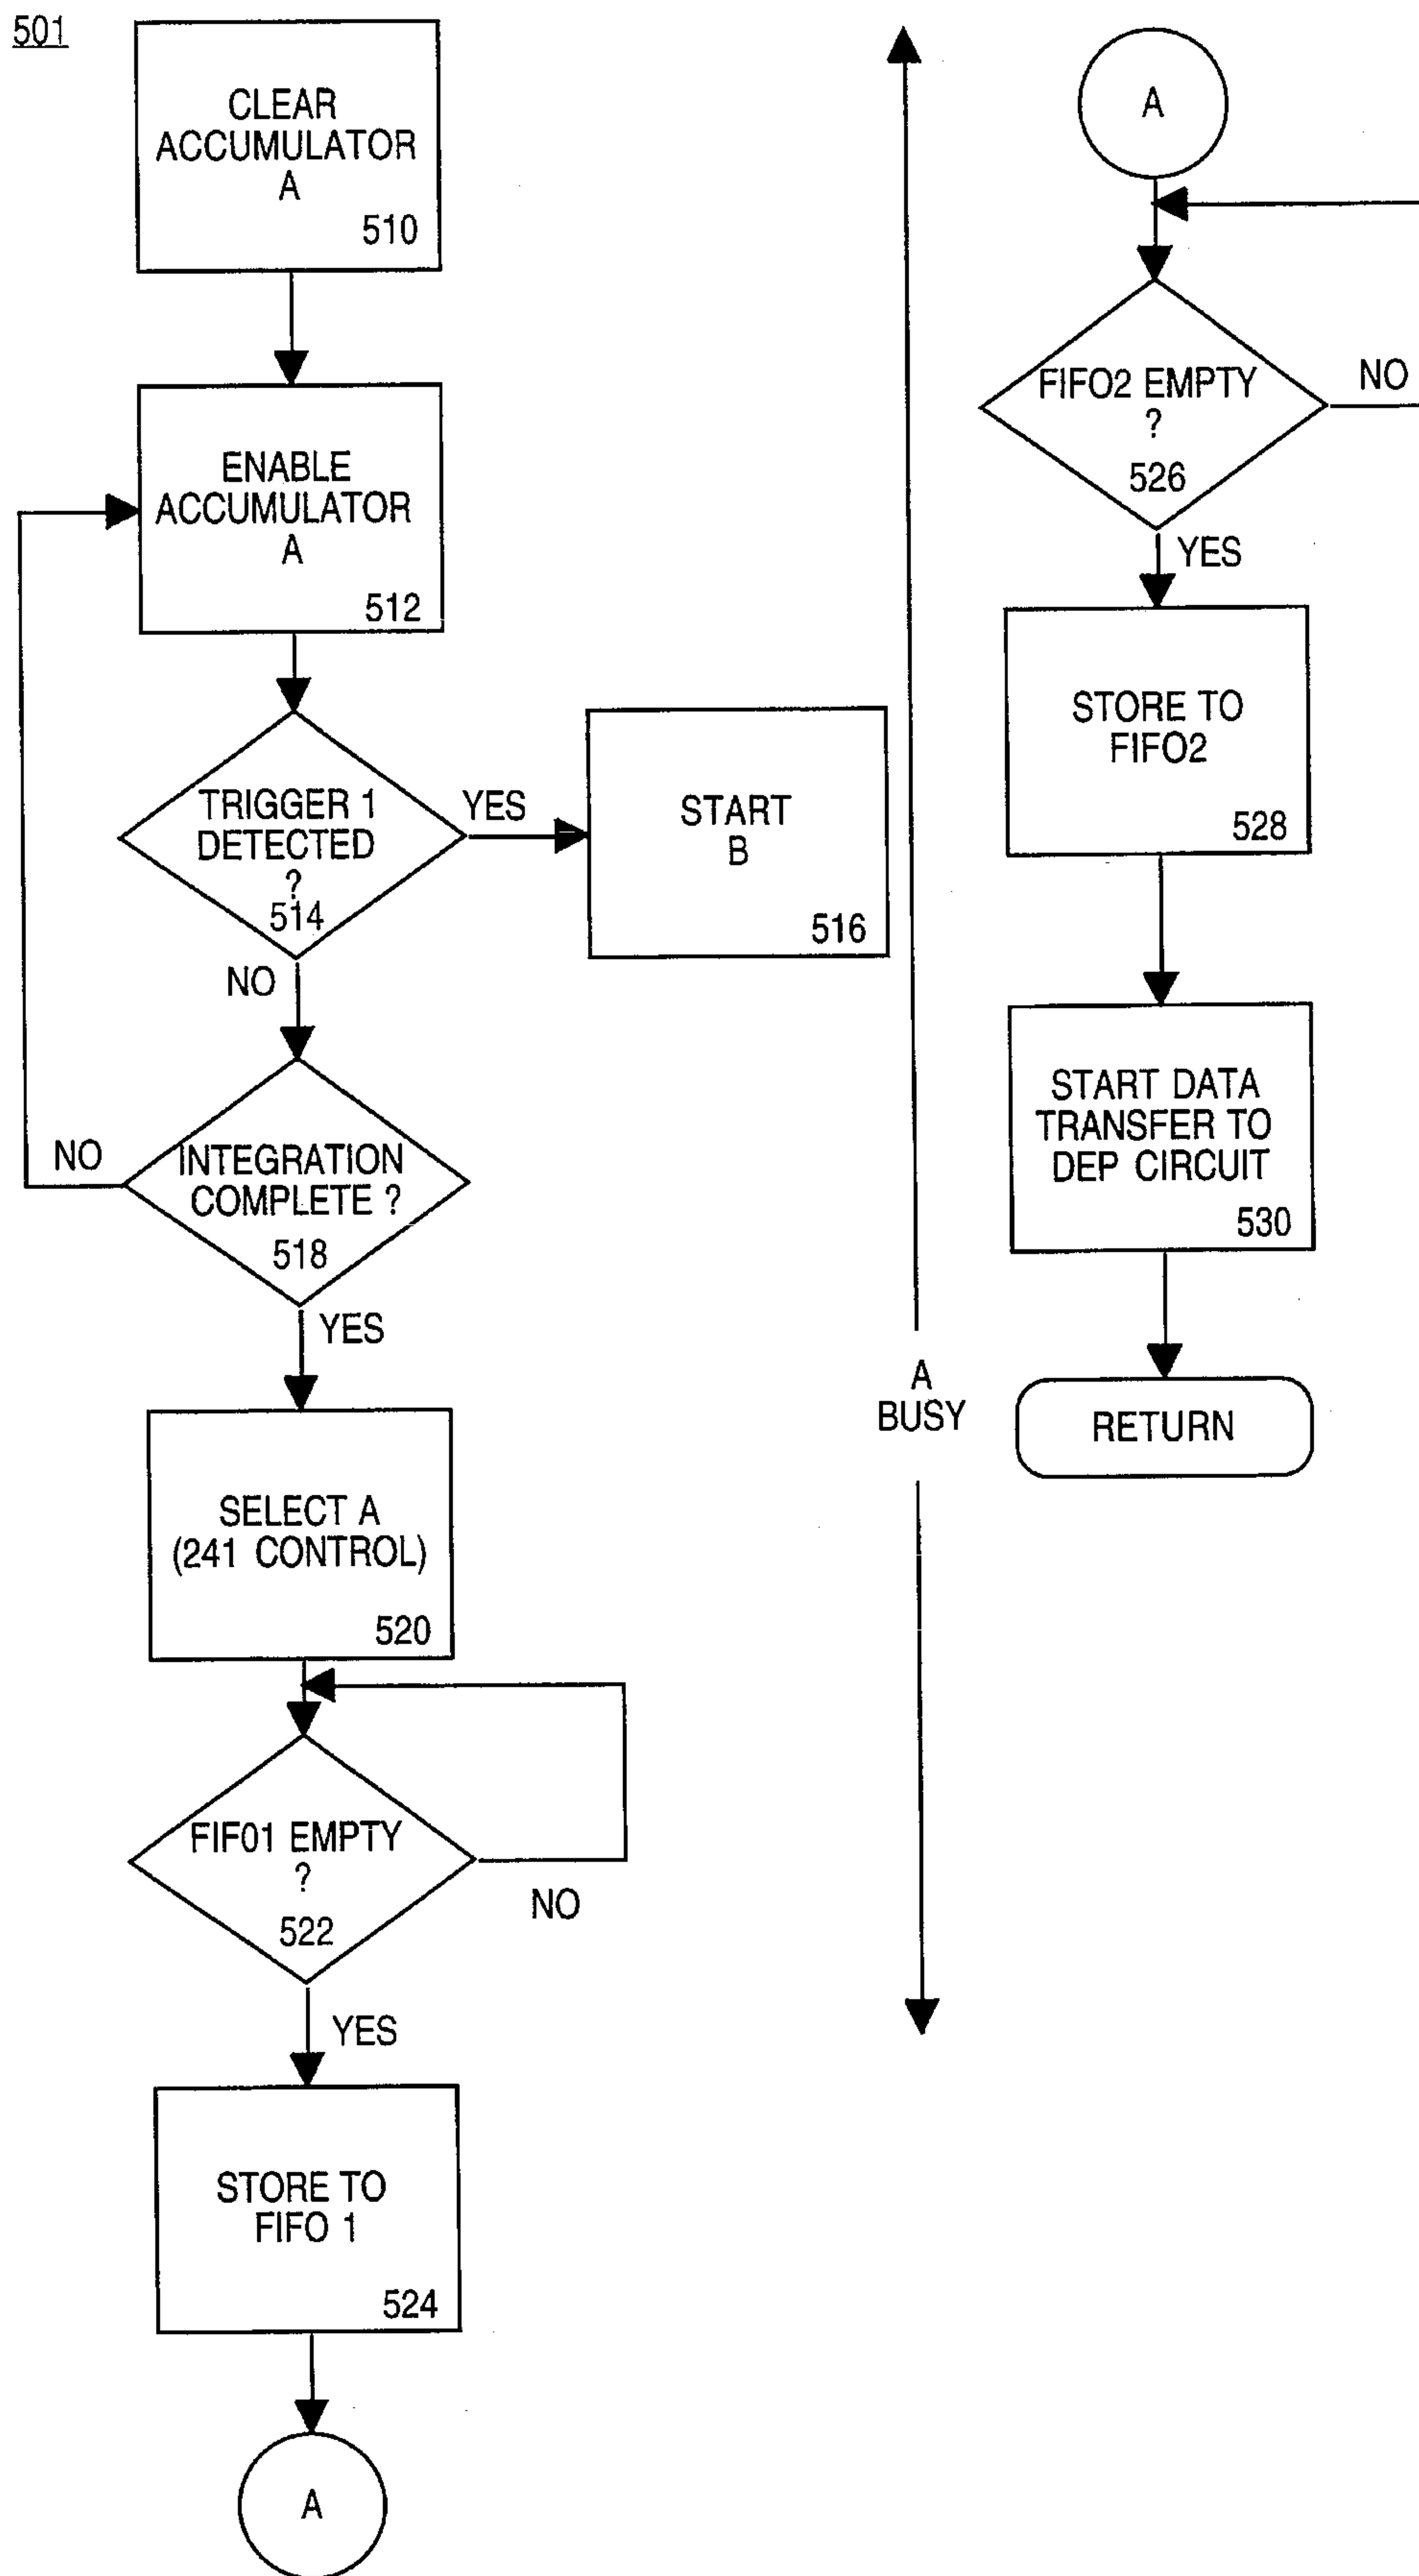 501
CLEAR
ACCUMULATOR
A
510
ENABLE
ACCUMULATOR
A
512
TRIGGER 1
DETECTED
?
514
YES
START
B
516
NO
INTEGRATION
COMPLETE ?
518
NO
YES
SELECT A
(241 CONTROL)
520
FIF01 EMPTY
?
522
NO
YES
STORE TO
FIFO 1
524
A
A
BUSY
A
FIFO2 EMPTY
?
526
NO
YES
STORE TO
FIFO2
528
START DATA
TRANSFER TO
DEP CIRCUIT
530
RETURN